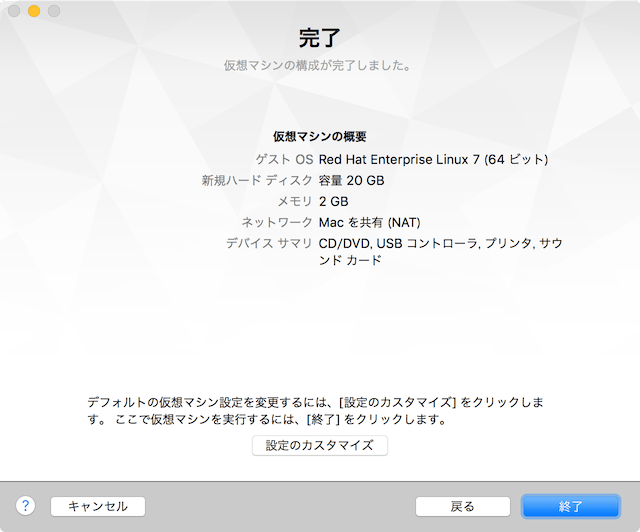 完了
仮想マシンの構成が完了しました。
仮想マシンの概要
ゲスト OS Red Hat Enterprise Linux 7 (64 ビット)
新規ハード ディスク 容量 20 GB
メモリ 2 GB
ネットワーク Mac を共有 (NAT)
デバイス サマリ CD/DVD, USB コントローラ, プリンタ, サウ
ンド カード
デフォルトの仮想マシン設定を変更するには、[設定のカスタマイズ] をクリックしま
す。 ここで仮想マシンを実行するには、[終了] をクリックします。
設定のカスタマイズ
? キャンセル 戻る 終了